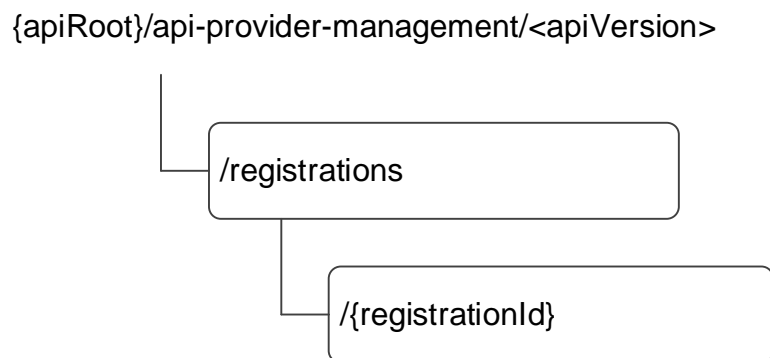 {apiRoot}/api-provider-management/<apiVersion>
/registrations
/{registrationId}